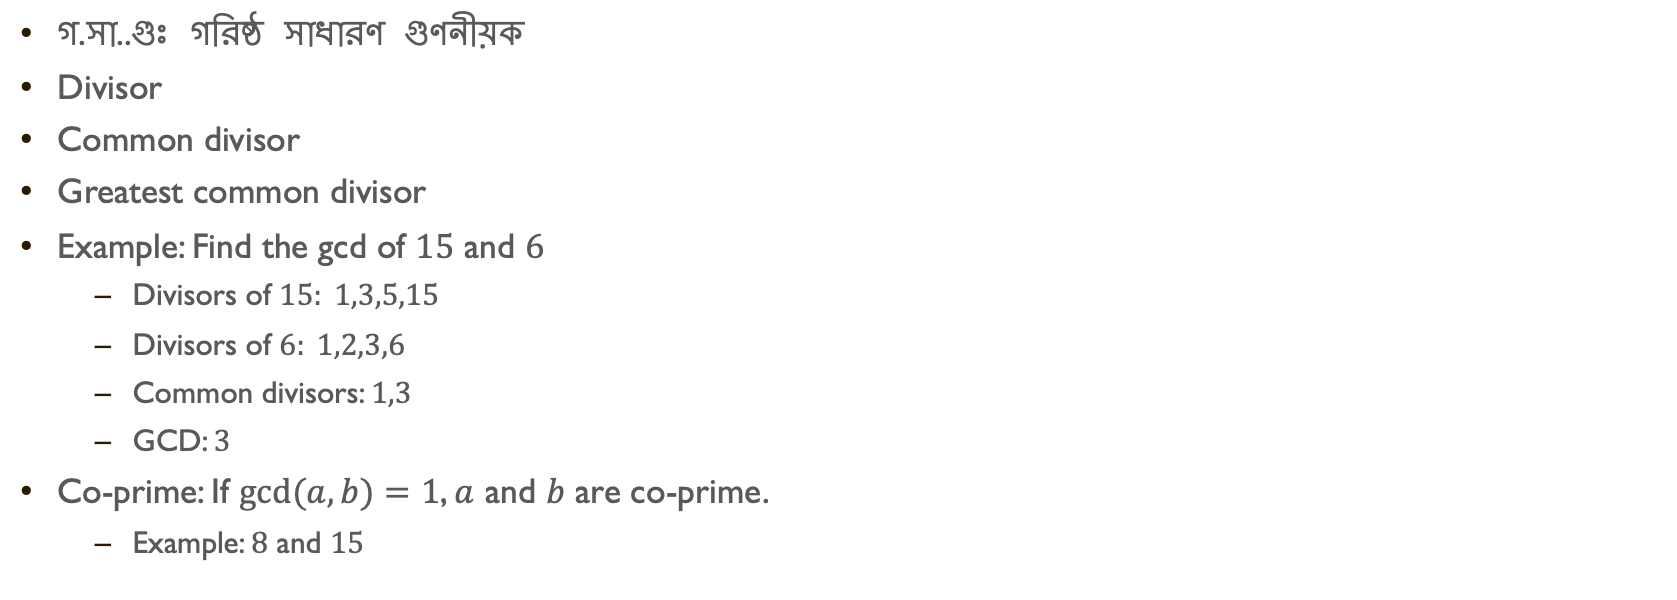 • গ.সা..গুঃ গরিষ্ঠ সাধারণ গুণনীয়ক
• Divisor
• Common divisor
• Greatest common divisor
• Example: Find the gcd of 15 and 6
– Divisors of 15: 1,3,5,15
– Divisors of 6: 1,2,3,6
– Common divisors: 1,3
– GCD: 3
• Co-prime: If gcd(a, b) = 1, a and b are co-prime.
– Example: 8 and 15